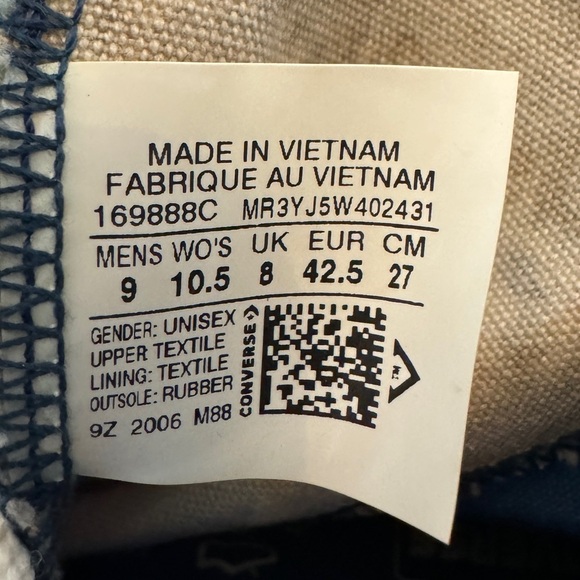 MADE IN VIETNAM
FABRIQUE AU VIETNAM
169888C MR3YJ5W402431
MENS WO'S UK EUR CM
9 10.5 8 42.5 27
GENDER: UNISEX
UPPER TEXTILE
LINING: TEXTILE
OUTSOLE: RUBBER
9Z 2006 M88
CONVERSE